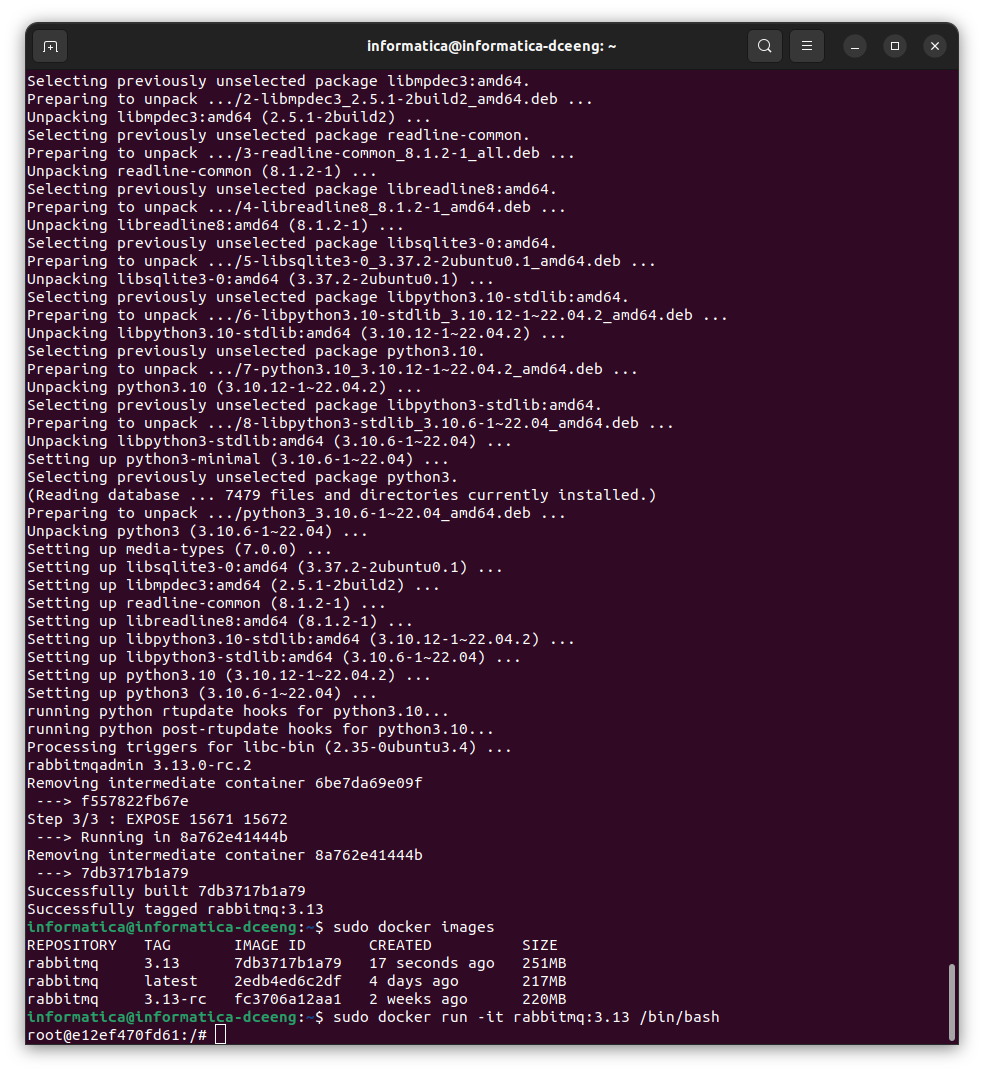 informatica@informatica-dceeng: ~
Selecting previously unselected package libmpdec3:amd64.
Preparing to unpack .../2-libmpdec3_2.5.1-2build2_amd64.deb ...
Unpacking libmpdec3:amd64 (2.5.1-2build2) ...
Selecting previously unselected package readline-common.
Preparing to unpack .../3-readline-common_8.1.2-1_all.deb ...
Unpacking readline-common (8.1.2-1) ...
Selecting previously unselected package libreadline8:amd64.
Preparing to unpack .../4-libreadline8_8.1.2-1_amd64.deb ...
Unpacking libreadline8:amd64 (8.1.2-1) ...
Selecting previously unselected package libsqlite3-0:amd64.
Preparing to unpack .../5-libsqlite3-0_3.37.2-2ubuntu0.1_amd64.deb ...
Unpacking libsqlite3-0:amd64 (3.37.2-2ubuntu0.1) ...
Selecting previously unselected package libpython3.10-stdlib:amd64.
Preparing to unpack .../6-libpython3.10-stdlib_3.10.12-1~22.04.2_amd64.deb ...
Unpacking libpython3.10-stdlib:amd64 (3.10.12-1~22.04.2) ...
Selecting previously unselected package python3.10.
Preparing to unpack .../7-python3.10_3.10.12-1~22.04.2_amd64.deb ...
Unpacking python3.10 (3.10.12-1~22.04.2) ...
Selecting previously unselected package libpython3-stdlib:amd64.
Preparing to unpack .../8-libpython3-stdlib_3.10.6-1~22.04_amd64.deb ...
Unpacking libpython3-stdlib:amd64 (3.10.6-1~22.04) ...
Setting up python3-minimal (3.10.6-1~22.04) ...
Selecting previously unselected package python3.
(Reading database ... 7479 files and directories currently installed.)
Preparing to unpack .../python3_3.10.6-1~22.04_amd64.deb ...
Unpacking python3 (3.10.6-1~22.04) ...
Setting up media-types (7.0.0) ...
Setting up libsqlite3-0:amd64 (3.37.2-2ubuntu0.1) ...
Setting up libmpdec3:amd64 (2.5.1-2build2) ...
Setting up readline-common (8.1.2-1) ...
Setting up libreadline8:amd64 (8.1.2-1) ...
Setting up libpython3.10-stdlib:amd64 (3.10.12-1~22.04.2) ...
Setting up libpython3-stdlib:amd64 (3.10.6-1~22.04) ...
Setting up python3.10 (3.10.12-1~22.04.2) ...
Setting up python3 (3.10.6-1~22.04) ...
running python rtupdate hooks for python3.10...
running python post-rtupdate hooks for python3.10...
Processing triggers for libc-bin (2.35-0ubuntu3.4) ...
rabbitmqadmin 3.13.0-rc.2
Removing intermediate container 6be7da69e09f
 ---> f557822fb67e
Step 3/3 : EXPOSE 15671 15672
 ---> Running in 8a762e41444b
Removing intermediate container 8a762e41444b
 ---> 7db3717b1a79
Successfully built 7db3717b1a79
Successfully tagged rabbitmq:3.13
informatica@informatica-dceeng:~$ sudo docker images
REPOSITORY   TAG       IMAGE ID       CREATED          SIZE
rabbitmq     3.13      7db3717b1a79   17 seconds ago   251MB
rabbitmq     latest    2edb4ed6c2df   4 days ago       217MB
rabbitmq     3.13-rc   fc3706a12aa1   2 weeks ago      220MB
informatica@informatica-dceeng:~$ sudo docker run -it rabbitmq:3.13 /bin/bash
root@e12ef470fd61:/#